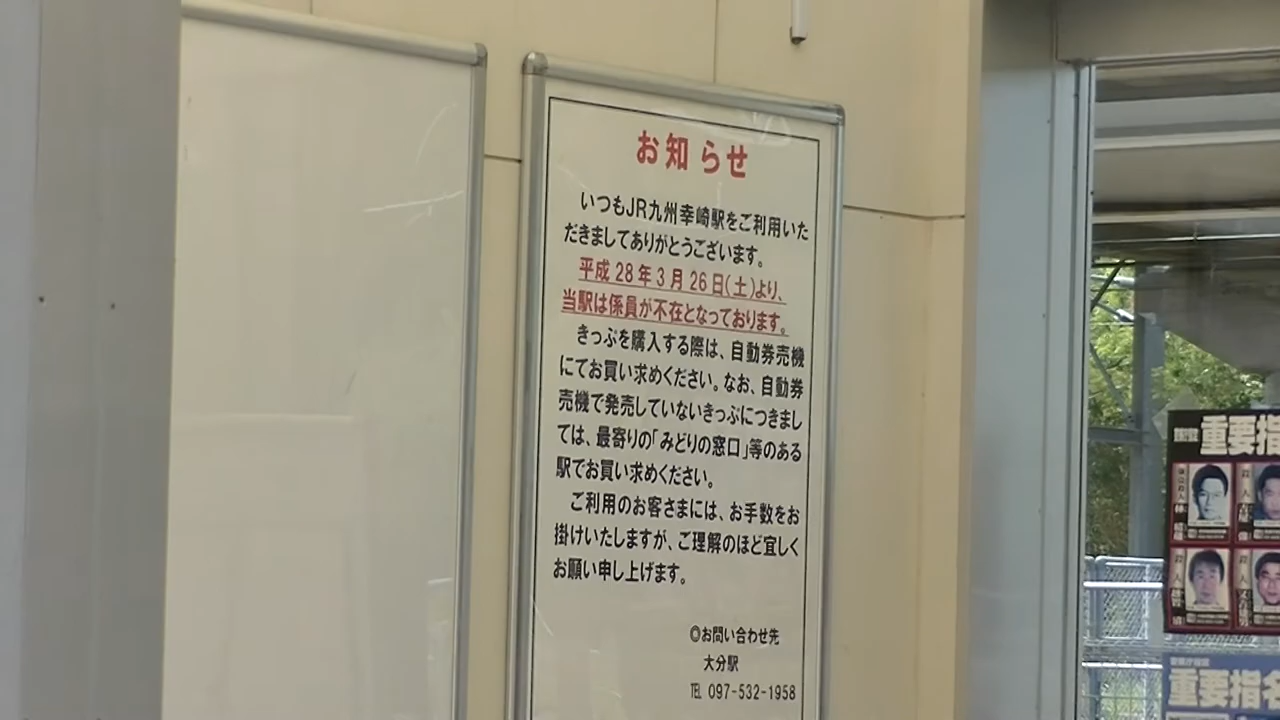 お知らせ
いつもJR九州幸崎駅をご利用いた
だきましてありがとうございます。
平成28年3月26日(土)より、
当駅は係員が不在となっております。
きっぷを購入する際は、自動券売機
にてお買い求めください。なお、自動券
売機で発売していないきっぷにつきまし
ては、最寄りの「みどりの窓口」等のある
駅でお買い求めください。
ご利用のお客さまには、お手数をお
掛けいたしますが、ご理解のほど宜しく
お願い申し上げます。
◎お問い合わせ先
大分駅
℡ 097-532-1958
重要指
重要指名